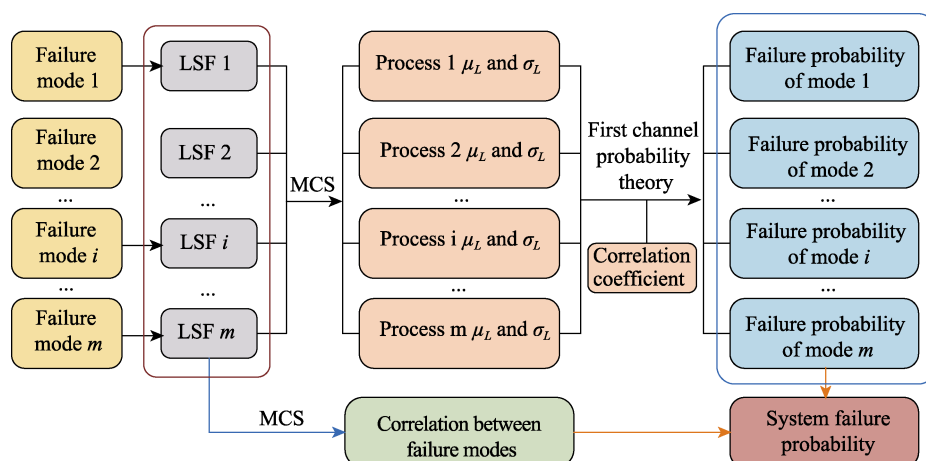 Failure
mode 1
LSF 1
Process 1 μL and σL
Failure probability
of mode 1
Failure
mode 2
LSF 2
Process 2 μL and σL
First channel
probability
theory
Failure probability
of mode 2
MCS
...
...
...
...
Failure
mode i
LSF i
Process i μL and σL
Correlation
coefficient
Failure probability
of mode i
...
...
...
...
Failure
mode m
LSF m
Process m μL and σL
Failure probability
of mode m
MCS
Correlation between
failure modes
System failure
probability